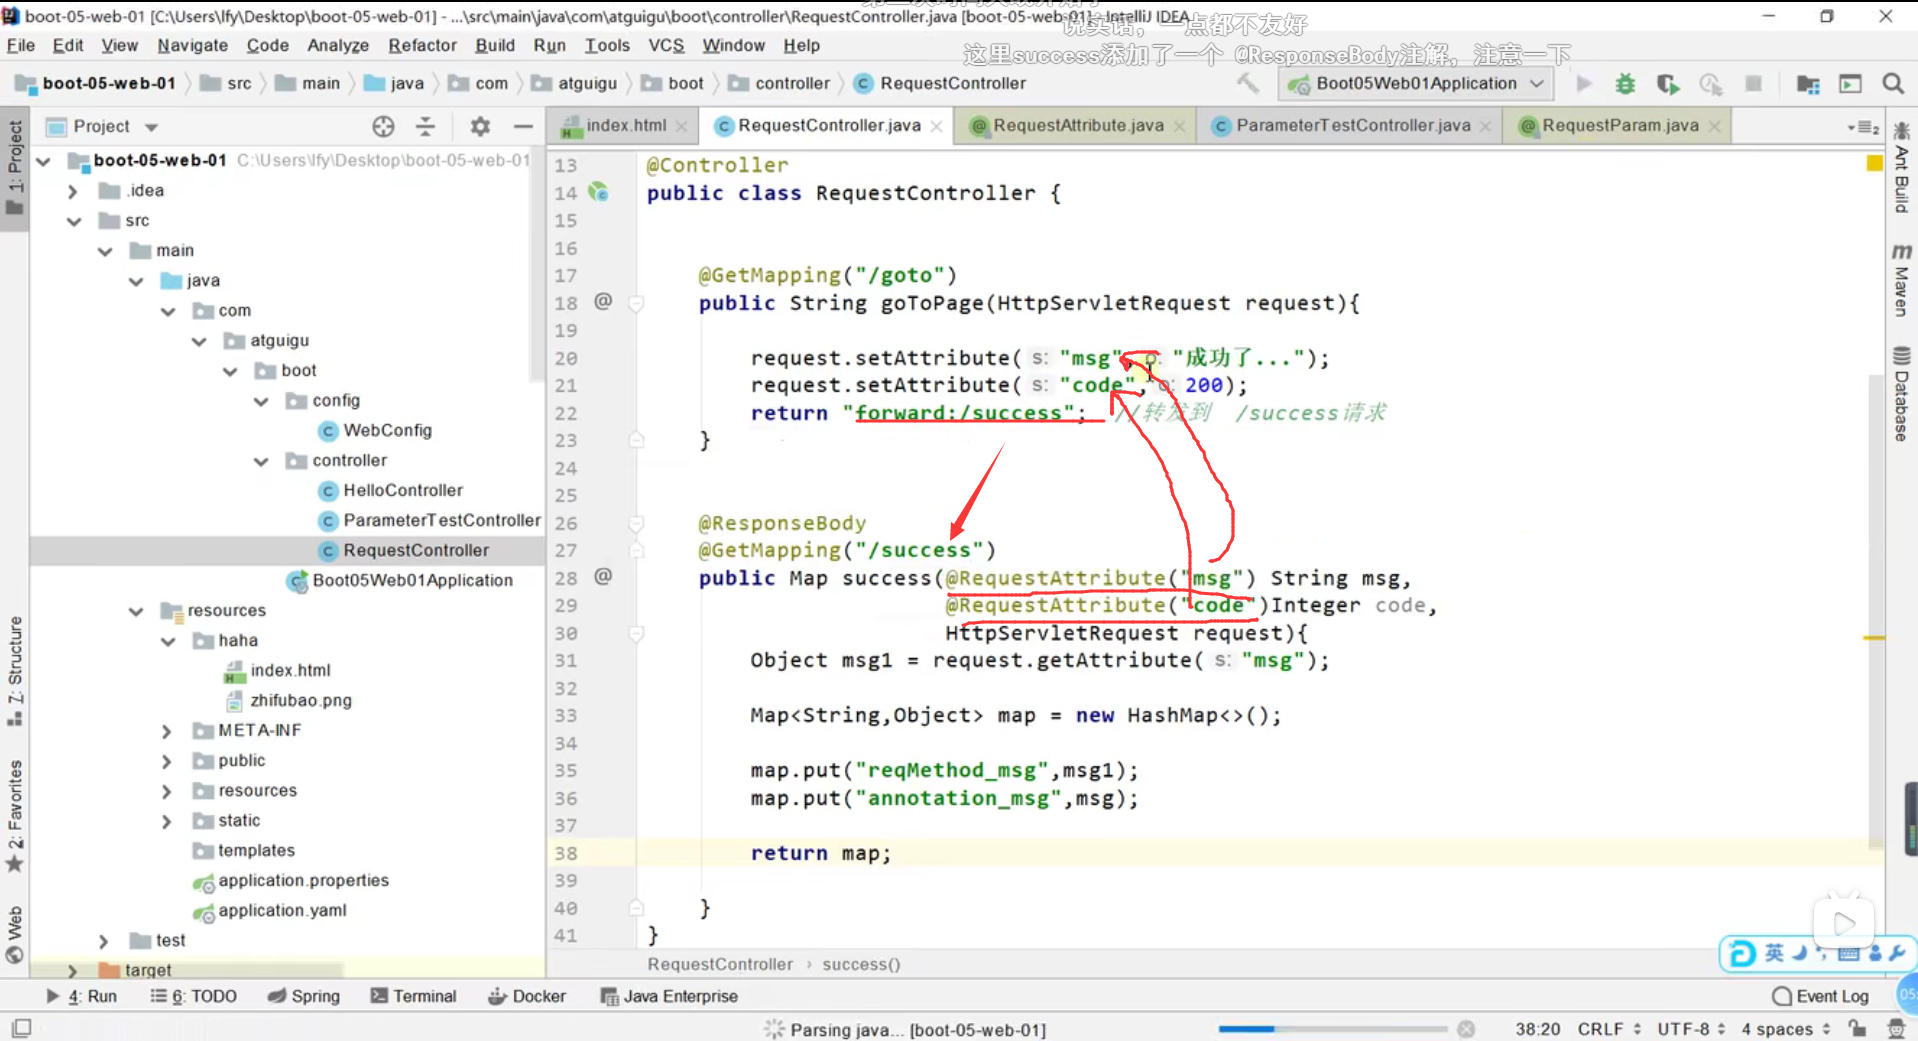 boot-05-web-01 [C:\Users\lfy\Desktop\boot-05-web-01] - ...\src\main\java\com\atguigu\boot\controller\RequestController.java [boot-05-web-01] - IntelliJ IDEA
说实话，一点都不友好
File Edit View Navigate Code Analyze Refactor Build Run Tools VCS Window Help
这里success添加了一个 @ResponseBody注解，注意一下
boot-05-web-01 src main java com atguigu boot controller RequestController Boot05Web01Application
Project
index.html RequestController.java RequestAttribute.java ParameterTestController.java RequestParam.java
1: Project
Z: Structure
2: Favorites
Web
boot-05-web-01 C:\Users\lfy\Desktop\boot-05-web-01
.idea
src
main
java
com
atguigu
boot
config
WebConfig
controller
HelloController
ParameterTestController
RequestController
Boot05Web01Application
resources
haha
index.html
zhifubao.png
META-INF
public
resources
static
templates
application.properties
application.yaml
test
target
13 @Controller
14 public class RequestController {
15
16
17 @GetMapping("/goto")
18 @ public String goToPage(HttpServletRequest request){
19
20 request.setAttribute( s: "msg", o: "成功了...");
21 request.setAttribute( s: "code", o: 200);
22 return "forward:/success"; //转发到 /success请求
23 }
24
25
26 @ResponseBody
27 @GetMapping("/success")
28 @ public Map success(@RequestAttribute("msg") String msg,
29 @RequestAttribute("code")Integer code,
30 HttpServletRequest request){
31 Object msg1 = request.getAttribute( s: "msg");
32
33 Map<String,Object> map = new HashMap<>();
34
35 map.put("reqMethod_msg",msg1);
36 map.put("annotation_msg",msg);
37
38 return map;
39
40 }
41 }
RequestController › success()
Ant Build
Maven
Database
英
4: Run 6: TODO Spring Terminal Docker Java Enterprise Event Log
Parsing java... [boot-05-web-01] 38:20 CRLF UTF-8 4 spaces